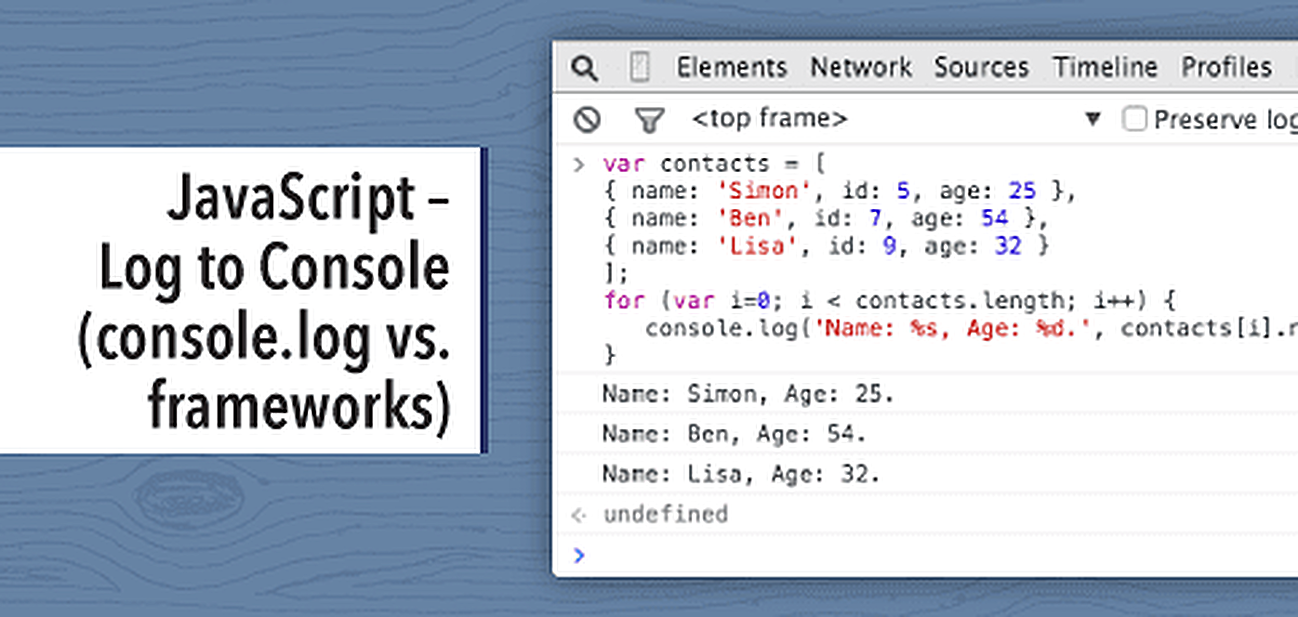 JavaScript –
Log to Console
(console.log vs.
frameworks)
Elements Network Sources Timeline Profiles
<top frame> ▼ Preserve log
> var contacts = [
{ name: 'Simon', id: 5, age: 25 },
{ name: 'Ben', id: 7, age: 54 },
{ name: 'Lisa', id: 9, age: 32 }
];
for (var i=0; i < contacts.length; i++) {
console.log('Name: %s, Age: %d.', contacts[i].n
}
Name: Simon, Age: 25.
Name: Ben, Age: 54.
Name: Lisa, Age: 32.
undefined
>